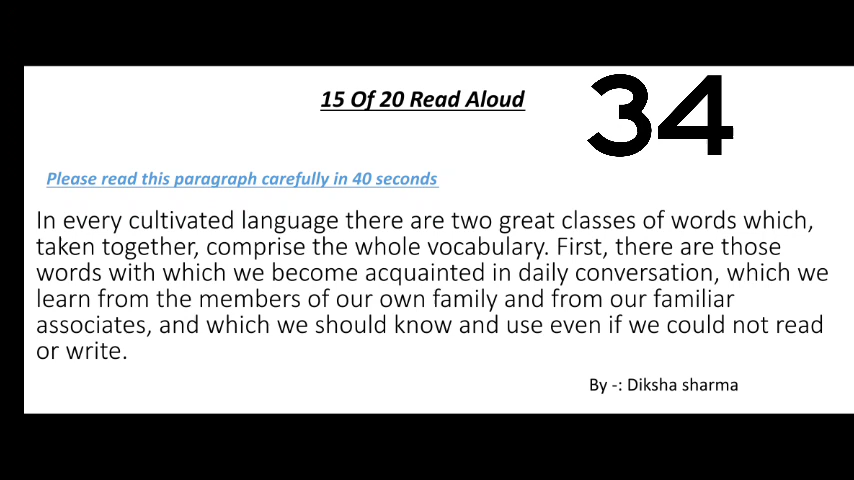 15 Of 20 Read Aloud
34
Please read this paragraph carefully in 40 seconds
In every cultivated language there are two great classes of words which,
taken together, comprise the whole vocabulary. First, there are those
words with which we become acquainted in daily conversation, which we
learn from the members of our own family and from our familiar
associates, and which we should know and use even if we could not read
or write.
By -: Diksha sharma